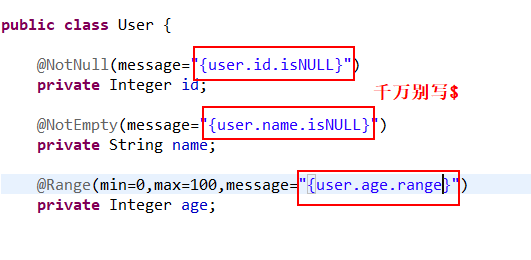 public class User {
@NotNull(message="{user.id.isNULL}")
private Integer id;
千万别写$
@NotEmpty(message="{user.name.isNULL}")
private String name;
@Range(min=0,max=100,message="{user.age.range}")
private Integer age;